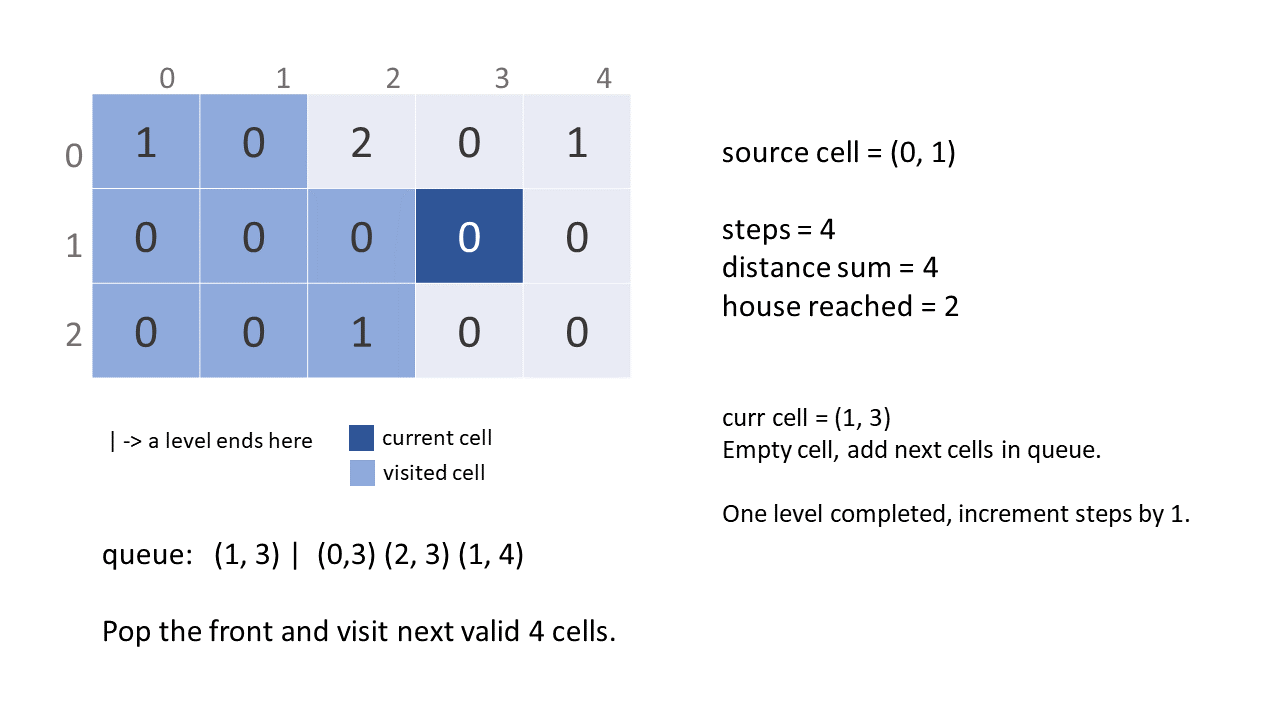 0 1 2 3 4
0 1 0 2 0 1
1 0 0 0 0 0
2 0 0 1 0 0
source cell = (0, 1)
steps = 4
distance sum = 4
house reached = 2
curr cell = (1, 3)
Empty cell, add next cells in queue.
One level completed, increment steps by 1.
| -> a level ends here
current cell
visited cell
queue: (1, 3) | (0,3) (2, 3) (1, 4)
Pop the front and visit next valid 4 cells.